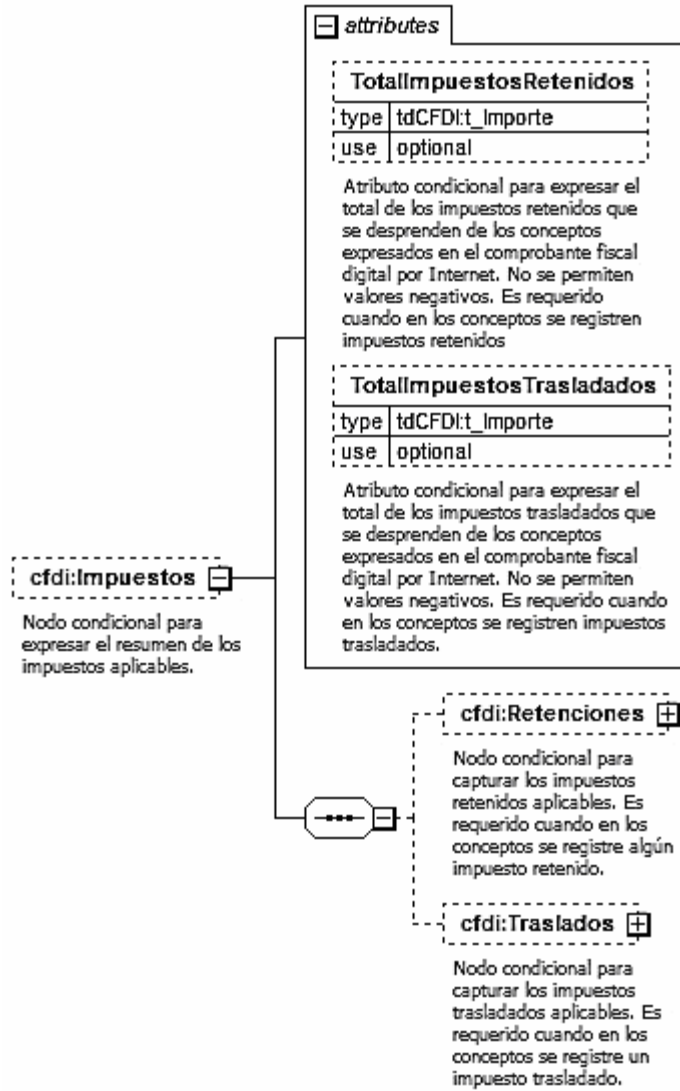 attributes
TotalImpuestosRetenidos
type tdCFDI:t_Importe
use optional
Atributo condicional para expresar el
total de los impuestos retenidos que
se desprenden de los conceptos
expresados en el comprobante fiscal
digital por Internet. No se permiten
valores negativos. Es requerido
cuando en los conceptos se registren
impuestos retenidos
TotalImpuestosTrasladados
type tdCFDI:t_Importe
use optional
Atributo condicional para expresar el
total de los impuestos trasladados que
se desprenden de los conceptos
expresados en el comprobante fiscal
digital por Internet. No se permiten
valores negativos. Es requerido cuando
en los conceptos se registren impuestos
trasladados.
cfdi:Impuestos
Nodo condicional para
expresar el resumen de los
impuestos aplicables.
cfdi:Retenciones
Nodo condicional para
capturar los impuestos
retenidos aplicables. Es
requerido cuando en los
conceptos se registre algún
impuesto retenido.
cfdi:Traslados
Nodo condicional para
capturar los impuestos
trasladados aplicables. Es
requerido cuando en los
conceptos se registre un
impuesto trasladado.